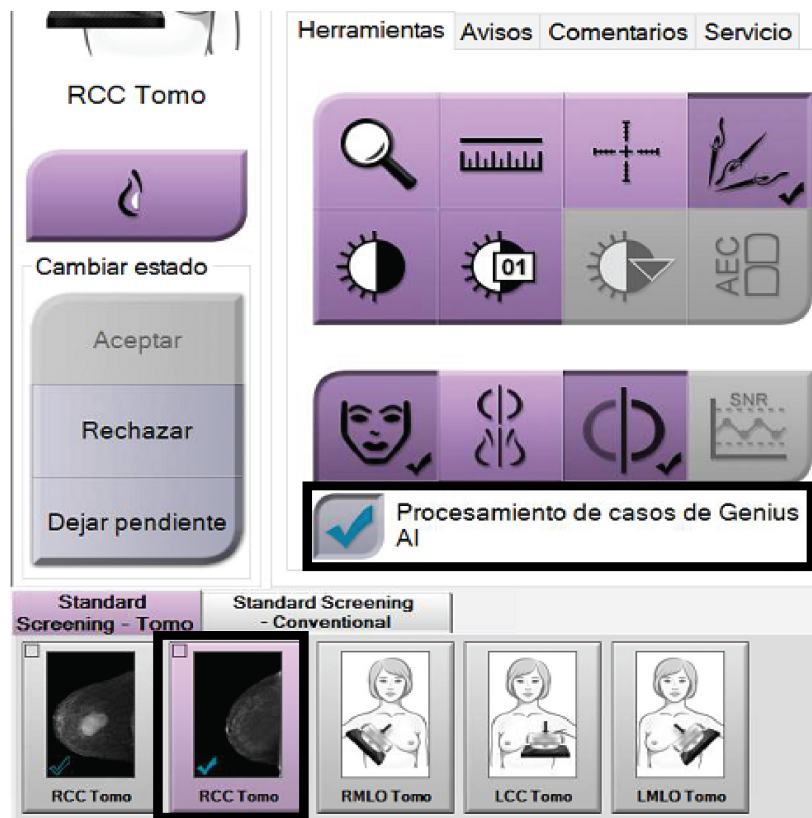 Herramientas Avisos Comentarios Servicio
RCC Tomo
01
AEC
Cambiar estado
Aceptar
Rechazar
Dejar pendiente
SNR
Procesamiento de casos de Genius
AI
Standard
Screening - Tomo
Standard Screening
- Conventional
RCC Tomo
RCC Tomo
RMLO Tomo
LCC Tomo
LMLO Tomo